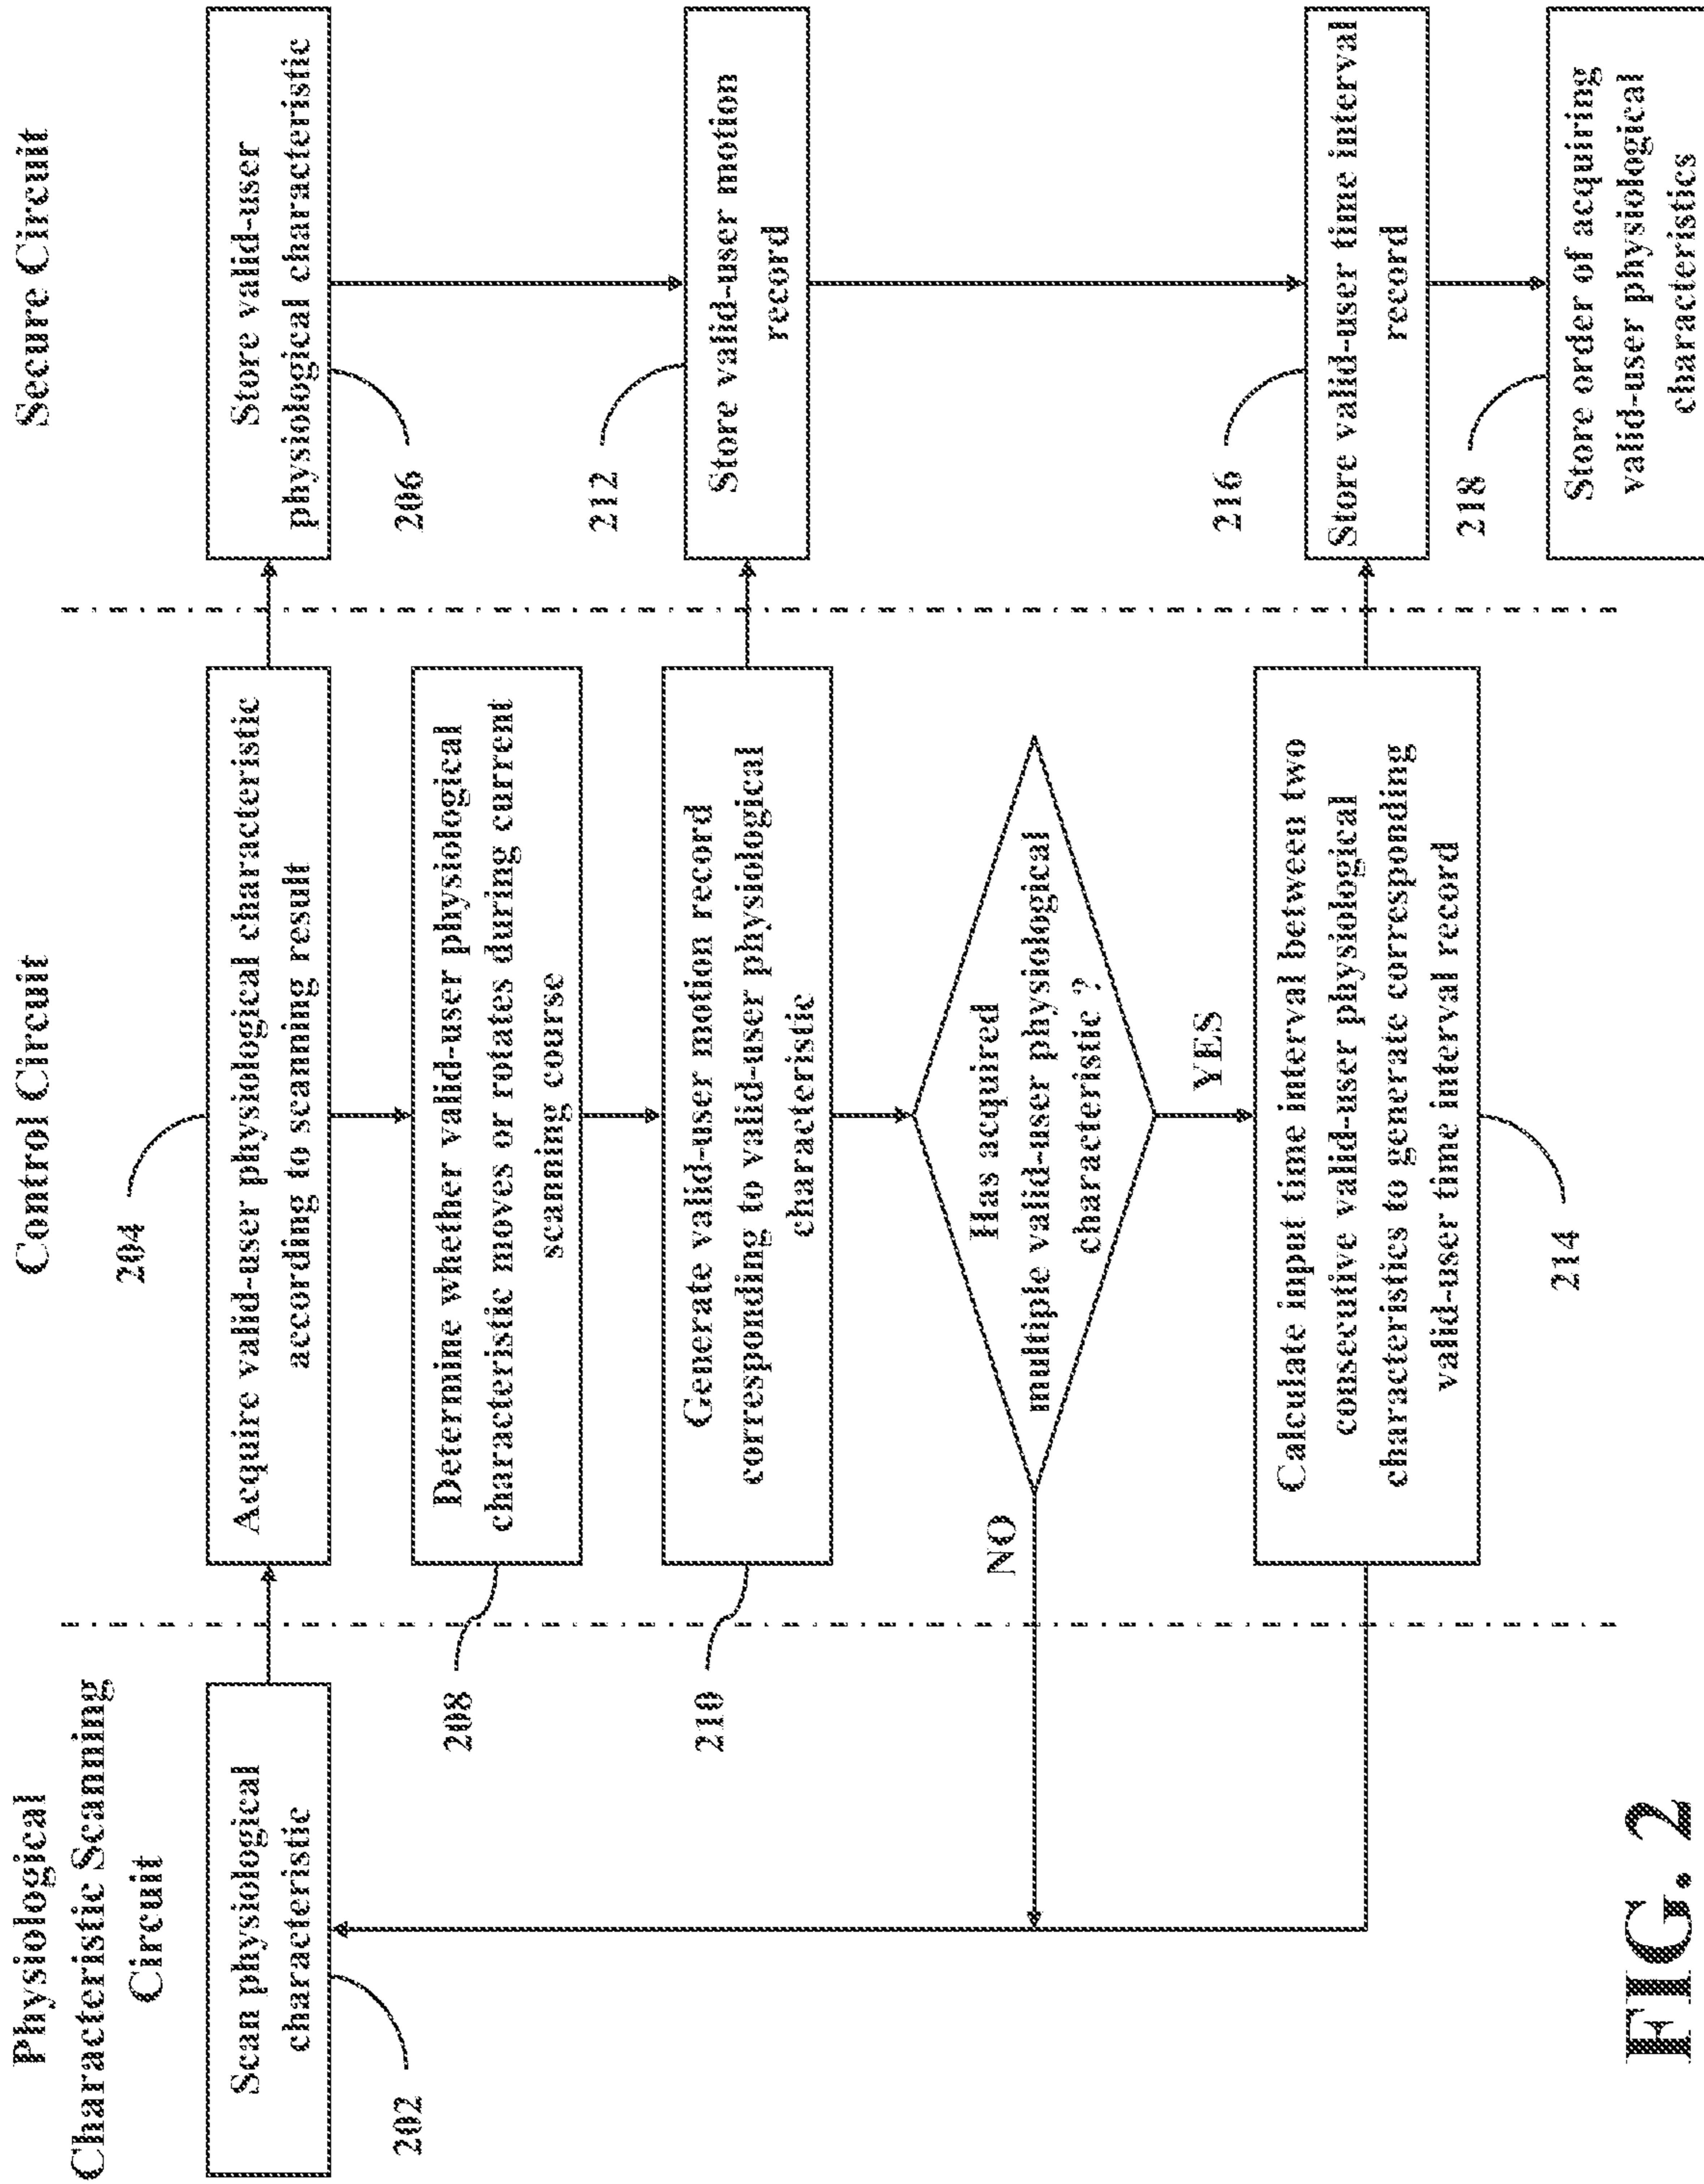 Physiological
Characteristic Scanning
Circuit
Control Circuit
Secure Circuit
Scan physiological
characteristic
202
204
Acquire valid-user physiological characteristic
according to scanning result
Store valid-user
physiological characteristic
206
Determine whether valid-user physiological
characteristic moves or rotates during current
scanning course
208
Generate valid-user motion record
corresponding to valid-user physiological
characteristic
210
212
Store valid-user motion
record
Has acquired
multiple valid-user physiological
characteristic ?
NO
YES
Calculate input time interval between two
consecutive valid-user physiological
characteristics to generate corresponding
valid-user time interval record
214
216
Store valid-user time interval
record
218
Store order of acquiring
valid-user physiological
characteristics
FIG. 2